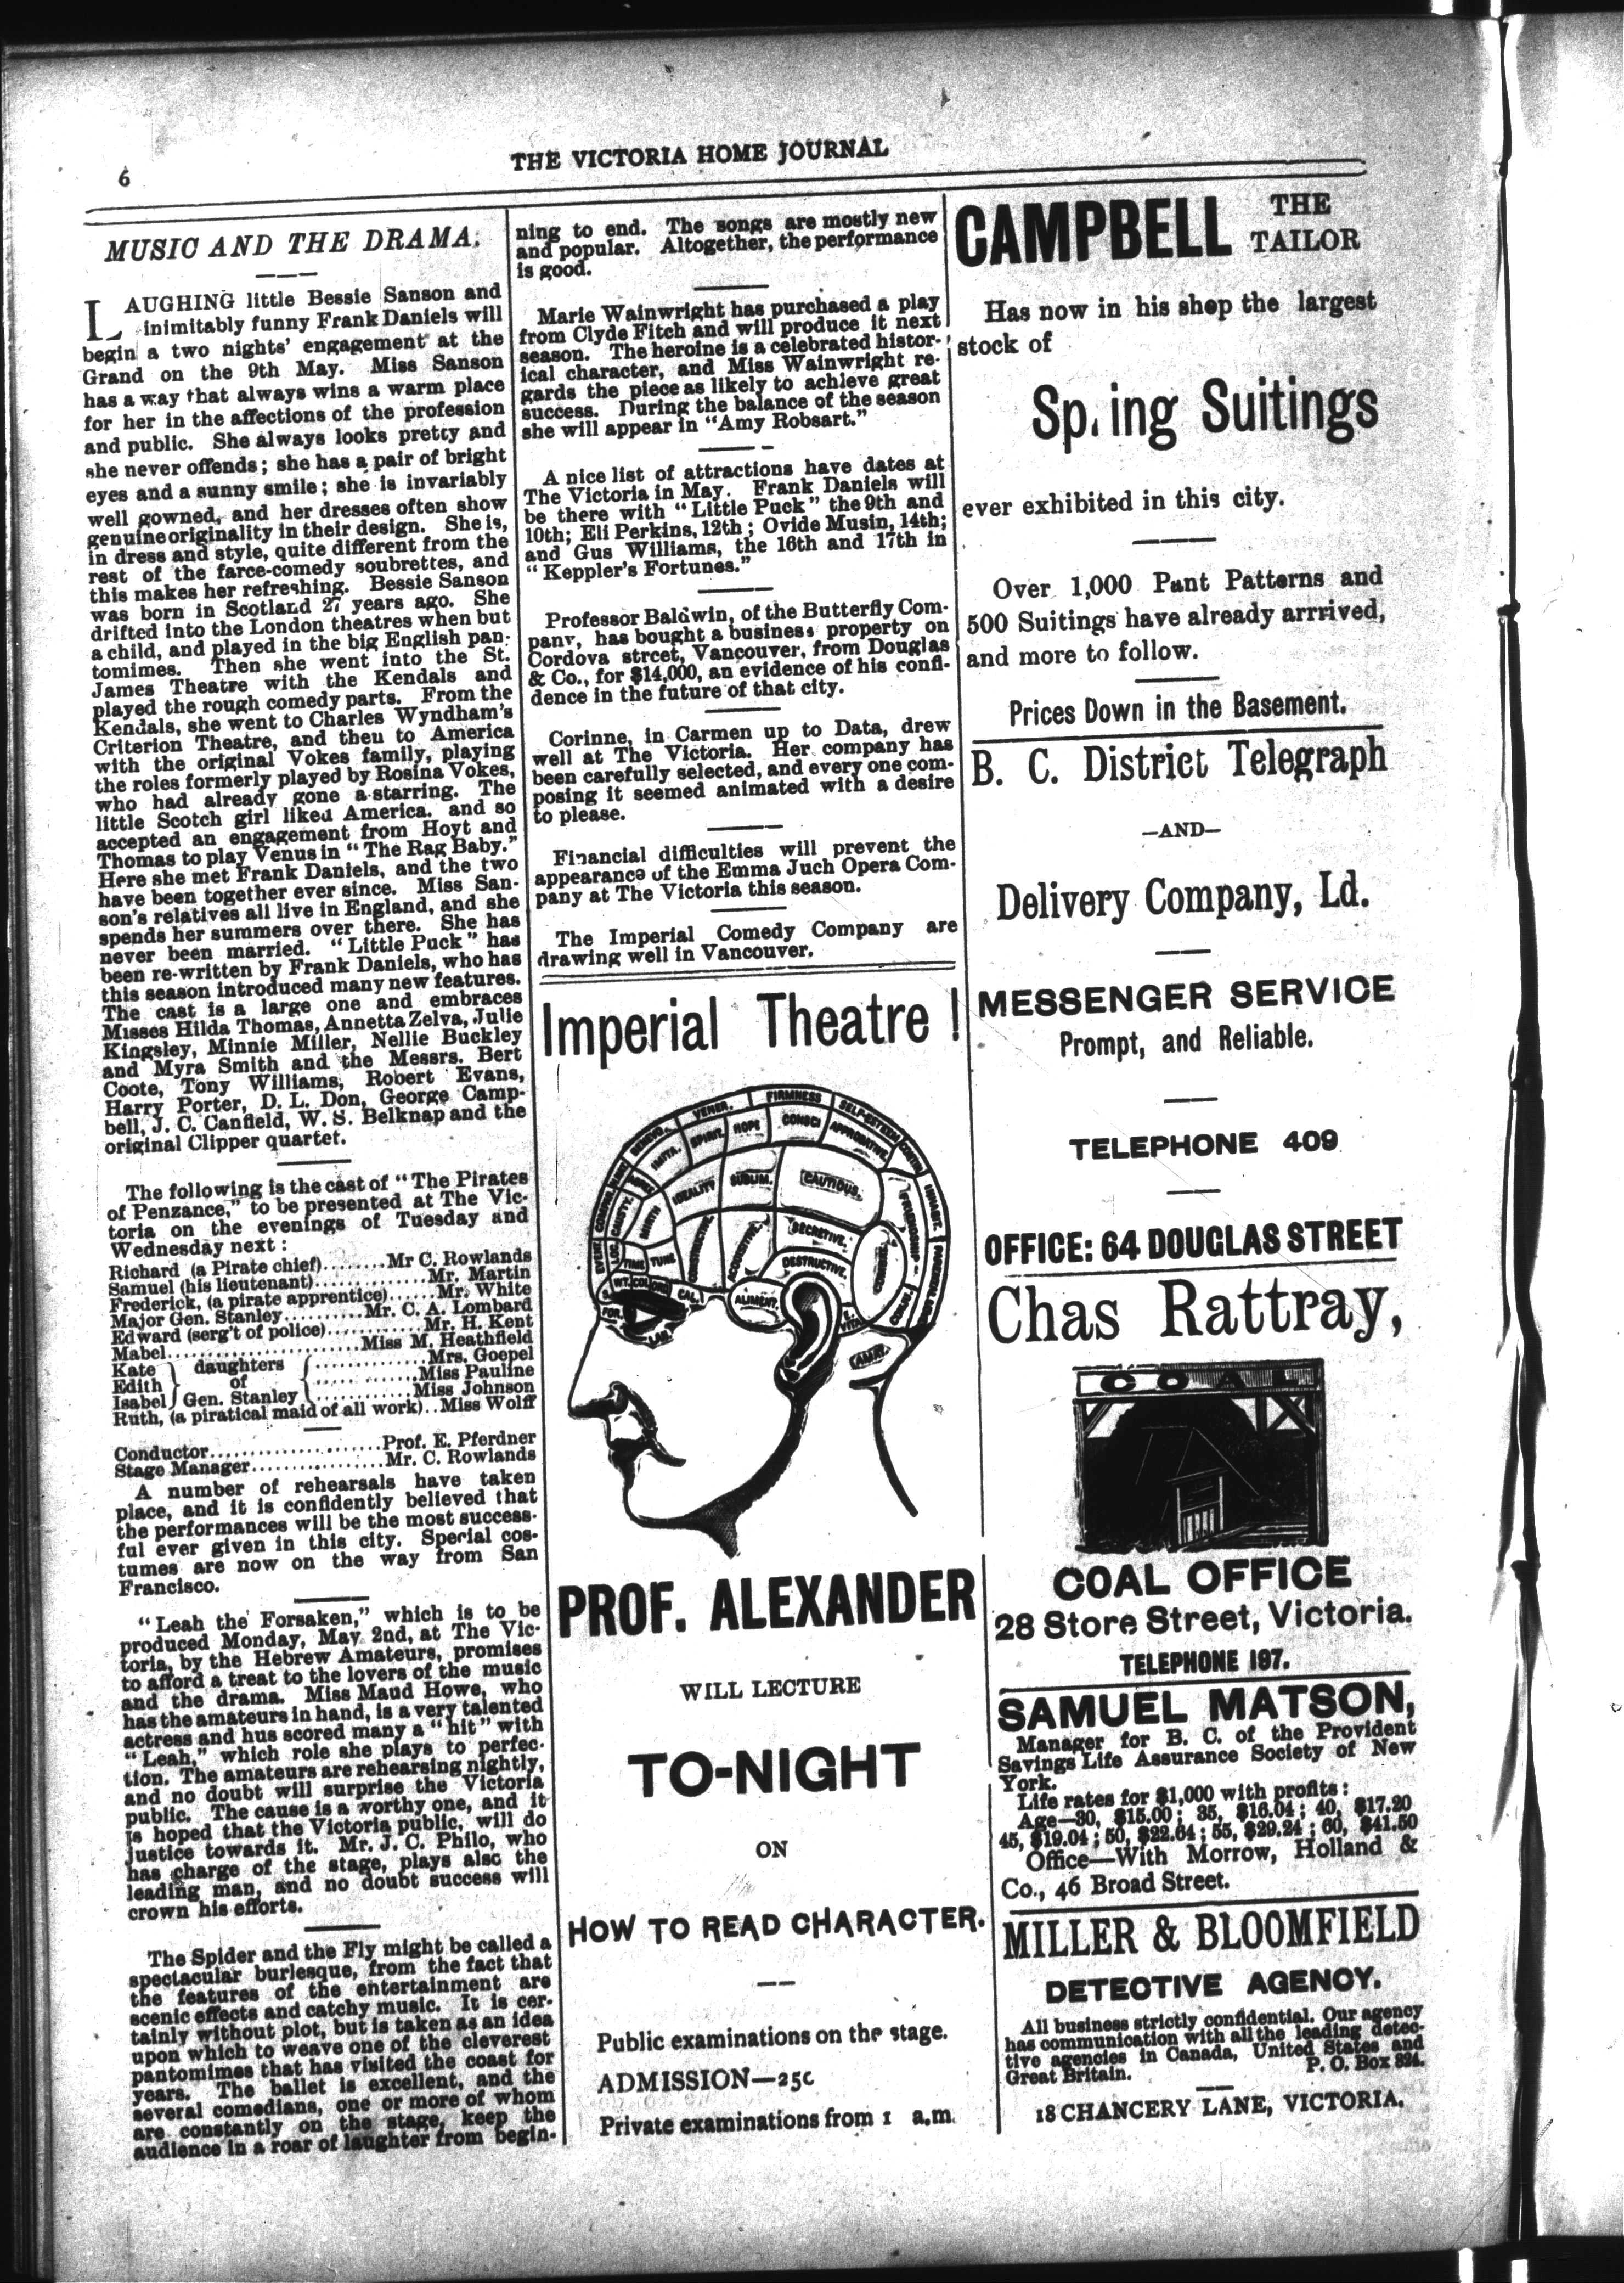 6
THE VICTORIA HOME JOURNAL
MUSIC AND THE DRAMA.
LAUGHING little Bessie Sanson and
inimitably funny Frank Daniels will
begin a two nights' engagement at the
Grand on the 9th May. Miss Sanson
has a way that always wins a warm place
for her in the affections of the profession
and public. She always looks pretty and
she never offends; she has a pair of bright
eyes and a sunny smile; she is invariably
well gowned, and her dresses often show
genuine originality in their design. She is,
in dress and style, quite different from the
rest of the farce-comedy soubrettes, and
this makes her refreshing. Bessie Sanson
was born in Scotland 27 years ago. She
drifted into the London theatres when but
a child, and played in the big English pan-
tomimes. Then she went into the St.
James Theatre with the Kendals and
played the rough comedy parts. From the
Kendals, she went to Charles Wyndham's
Criterion Theatre, and theu to America
with the original Vokes family, playing
the roles formerly played by Rosina Vokes,
who had already gone a-starring. The
little Scotch girl liked America, and so
accepted an engagement from Hoyt and
Thomas to play Venus in "The Rag Baby."
Here she met Frank Daniels, and the two
have been together ever since. Miss San-
son's relatives all live in England, and she
spends her summers over there. She has
never been married. "Little Puck" has
been re-written by Frank Daniels, who has
this season introduced many new features.
The cast is a large one and embraces
Misses Hilda Thomas, Annetta Zelva, Julie
Kingsley, Minnie Miller, Nellie Buckley
and Myra Smith and the Messrs. Bert
Coote, Tony Williams, Robert Evans,
Harry Porter, D. L. Don, George Camp-
bell, J. C. Canfield, W. S. Belknap and the
original Clipper quartet.
The following is the cast of "The Pirates
of Penzance," to be presented at The Vic-
toria on the evenings of Tuesday and
Wednesday next:
Richard (a Pirate chief)........Mr C. Rowlands
Samuel (his lieutenant)..............Mr. Martin
Frederick, (a pirate apprentice)......Mr. White
Major Gen. Stanley..........Mr. C. A. Lombard
Edward (serg't of police)............Mr. H. Kent
Mabel......................Miss M. Heathfield
Kate } daughters {..............Mrs. Goepel
Edith } of {..............Miss Pauline
Isabel } Gen. Stanley {............Miss Johnson
Ruth, (a piratical maid of all work)..Miss Wolff
Conductor......................Prof. E. Pferdner
Stage Manager................Mr. C. Rowlands
A number of rehearsals have taken
place, and it is confidently believed that
the performances will be the most success-
ful ever given in this city. Special cos-
tumes are now on the way from San
Francisco.
"Leah the Forsaken," which is to be
produced Monday, May 2nd, at The Vic-
toria, by the Hebrew Amateurs, promises
to afford a treat to the lovers of the music
and the drama. Miss Maud Howe, who
has the amateurs in hand, is a very talented
actress and hus scored many a "hit" with
"Leah," which role she plays to perfec-
tion. The amateurs are rehearsing nightly,
and no doubt will surprise the Victoria
public. The cause is a worthy one, and it
is hoped that the Victoria public, will do
justice towards it. Mr. J. C. Philo, who
has charge of the stage, plays also the
leading man, and no doubt success will
crown his efforts.
The Spider and the Fly might be called a
spectacular burlesque, from the fact that
the features of the entertainment are
scenic effects and catchy music. It is cer-
tainly without plot, but is taken as an idea
upon which to weave one of the cleverest
pantomimes that has visited the coast for
years. The ballet is excellent, and the
several comedians, one or more of whom
are constantly on the stage, keep the
audience in a roar of laughter from begin-
ning to end. The songs are mostly new
and popular. Altogether, the performance
is good.
Marie Wainwright has purchased a play
from Clyde Fitch and will produce it next
season. The heroine is a celebrated histor-
ical character, and Miss Wainwright re-
gards the piece as likely to achieve great
success. During the balance of the season
she will appear in "Amy Robsart."
A nice list of attractions have dates at
The Victoria in May. Frank Daniels will
be there with "Little Puck" the 9th and
10th; Eli Perkins, 12th; Ovide Musin, 14th;
and Gus Williams, the 16th and 17th in
"Keppler's Fortunes."
Professor Baldwin, of the Butterfly Com-
pany, has bought a business property on
Cordova street, Vancouver, from Douglas
& Co., for $14,000, an evidence of his confi-
dence in the future of that city.
Corinne, in Carmen up to Data, drew
well at The Victoria. Her company has
been carefully selected, and every one com-
posing it seemed animated with a desire
to please.
Financial difficulties will prevent the
appearance of the Emma Juch Opera Com-
pany at The Victoria this season.
The Imperial Comedy Company are
drawing well in Vancouver.
Imperial Theatre!
VENER. FIRMNESS SELF-ESTEEM CONTIN.
BENEVO. IMITA. SPIRIT. HOPE CONSCI APPROBATIVE.
AGREE. MIRTH IDEALITY SUBLIM. CAUTIOUS. FRIENDSHIP INHABIT.
COMPAR. CAUSTY. CONSTRUCTIVE. ACQUISITIVE. SECRETIVE. PARENTAL LOVE
EVENT. LOC. TIME TUNE DESTRUCTIVE.
WT. COLOR CAL. ALIMENT. VITA.
FOR. LAN. AMAT.
PROF. ALEXANDER
WILL LECTURE
TO-NIGHT
ON
HOW TO READ CHARACTER.
Public examinations on the stage.
ADMISSION—25c
Private examinations from 1 a.m.
CAMPBELL THE
TAILOR
Has now in his shop the largest
stock of
Sp.ing Suitings
ever exhibited in this city.
Over 1,000 Pant Patterns and
500 Suitings have already arrrived,
and more to follow.
Prices Down in the Basement.
B. C. District Telegraph
—AND—
Delivery Company, Ld.
MESSENGER SERVICE
Prompt, and Reliable.
TELEPHONE 409
OFFICE: 64 DOUGLAS STREET
Chas Rattray,
COAL
COAL OFFICE
28 Store Street, Victoria.
TELEPHONE 197.
SAMUEL MATSON,
Manager for B. C. of the Provident
Savings Life Assurance Society of New
York.
Life rates for $1,000 with profits:
Age—30, $15.00; 35, $16.04; 40, $17.20
45, $19.04; 50, $22.64; 55, $29.24; 60, $41.50
Office—With Morrow, Holland &
Co., 46 Broad Street.
MILLER & BLOOMFIELD
DETECTIVE AGENCY.
All business strictly confidential. Our agency
has communication with all the leading detec-
tive agencies in Canada, United States and
Great Britain. P. O. Box 824.
18 CHANCERY LANE, VICTORIA.